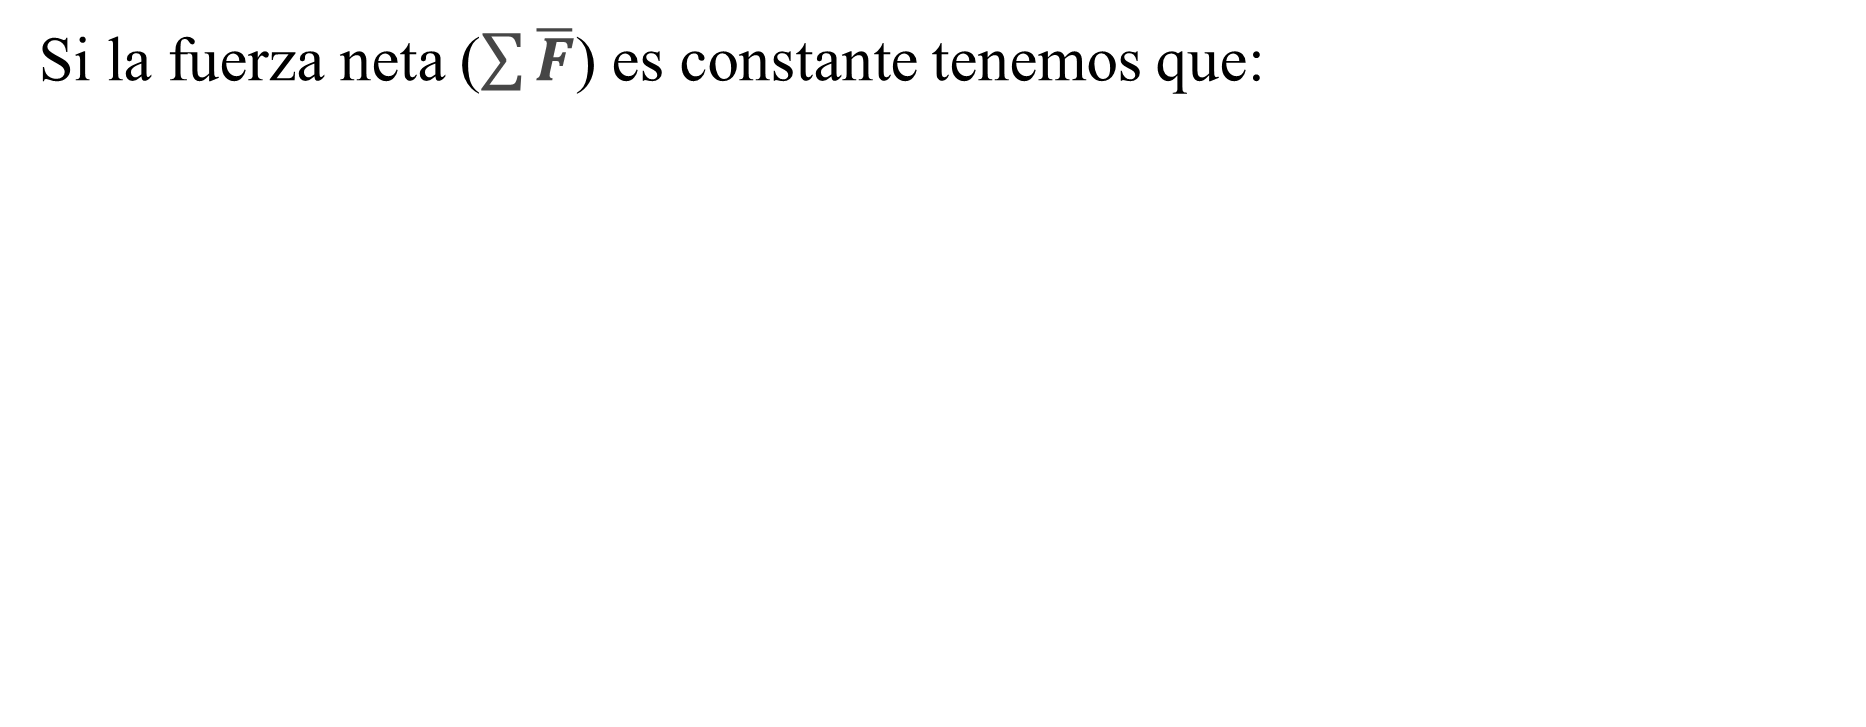 Si la fuerza neta (∑ F̅) es constante tenemos que: